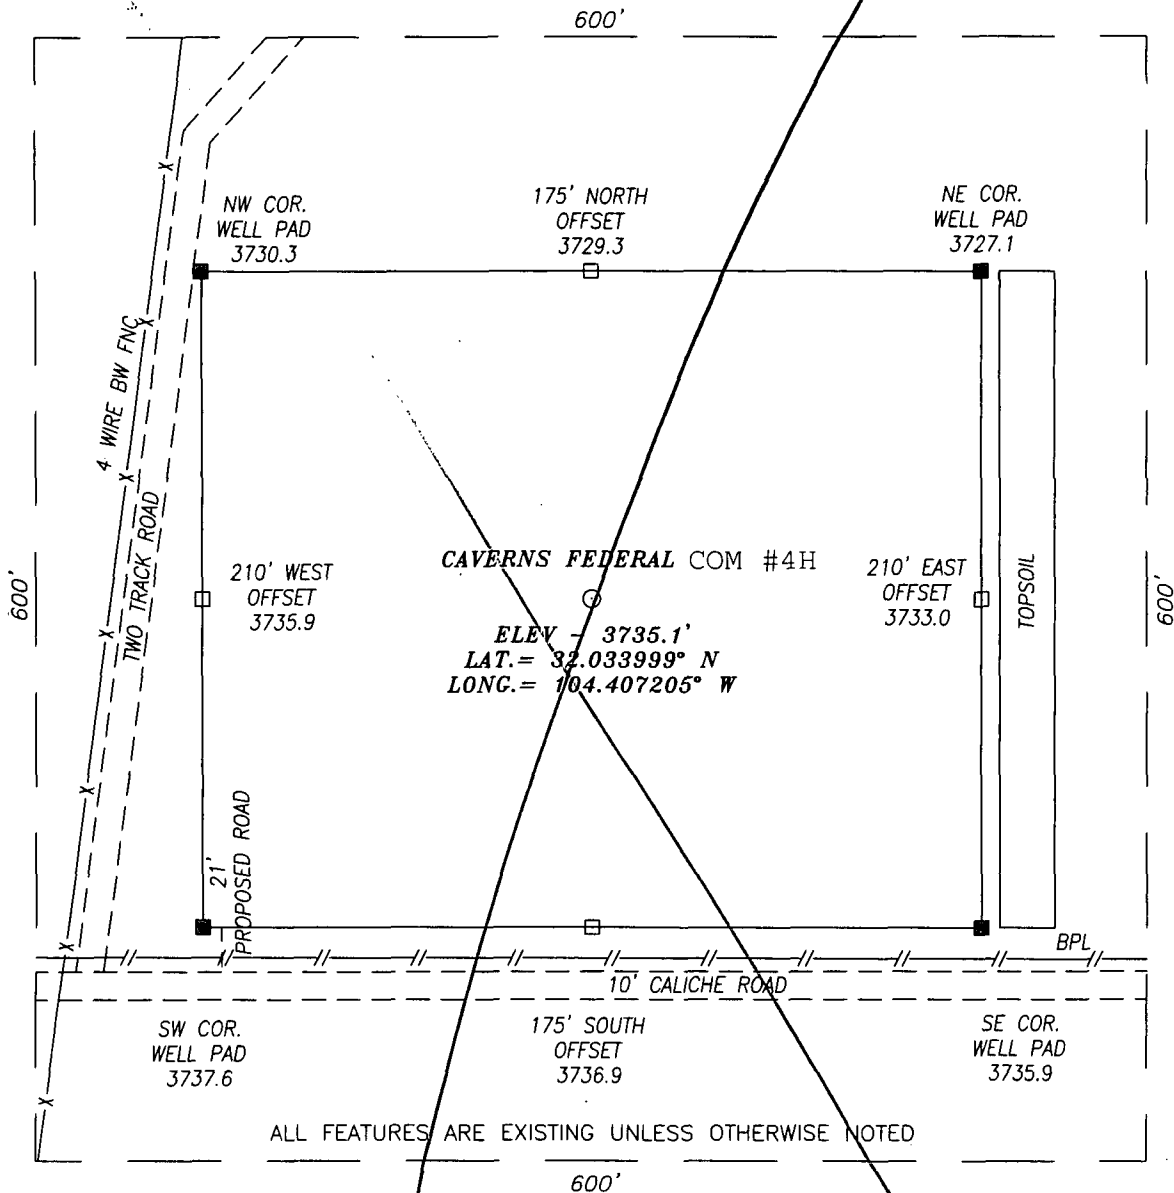 600'
NW COR.
WELL PAD
3730.3
175' NORTH
OFFSET
3729.3
NE COR.
WELL PAD
3727.1
4 WIRE BW FNC
TWO TRACK ROAD
600'
210' WEST
OFFSET
3735.9
CAVERNS FEDERAL COM #4H
ELEV - 3735.1'
LAT.= 32.033999° N
LONG.= 104.407205° W
210' EAST
OFFSET
3733.0
TOPSOIL
600'
21'
PROPOSED ROAD
BPL
10' CALICHE ROAD
SW COR.
WELL PAD
3737.6
175' SOUTH
OFFSET
3736.9
SE COR.
WELL PAD
3735.9
ALL FEATURES ARE EXISTING UNLESS OTHERWISE NOTED
600'